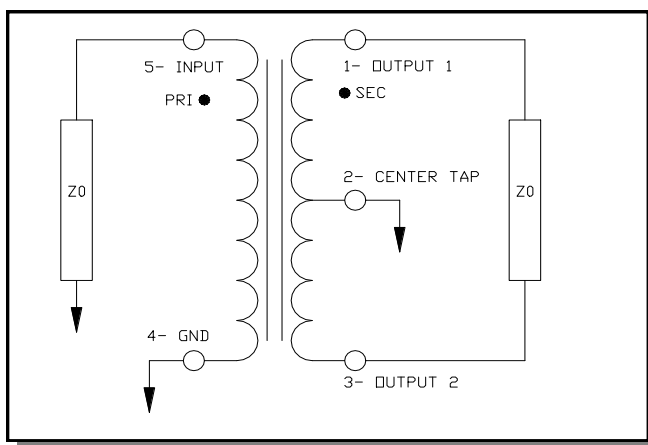 5- INPUT
1- OUTPUT 1
PRI
SEC
Z0
2- CENTER TAP
Z0
4- GND
3- OUTPUT 2